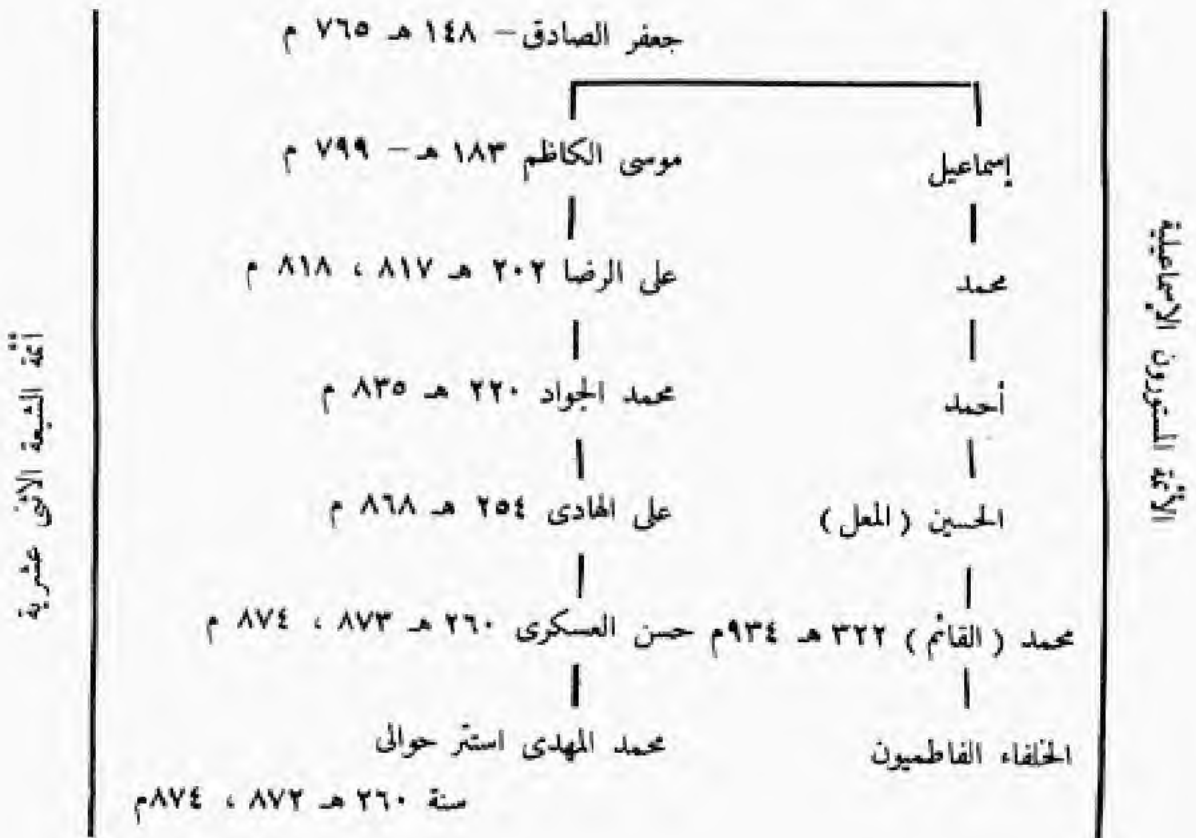 جعفر الصادق – ١٤٨ هـ ٧٦٥ م
الأئمة المستورون الإسماعيلية
إسماعيل
محمد
أحمد
الحسين (المعل)
محمد (القائم) ٣٢٢ هـ ٩٣٤م
الخلفاء الفاطميون
موسى الكاظم ١٨٣ هـ – ٧٩٩ م
على الرضا ٢٠٢ هـ ٨١٧ ، ٨١٨ م
محمد الجواد ٢٢٠ هـ ٨٣٥ م
على الهادى ٢٥٤ هـ ٨٦٨ م
حسن العسكرى ٢٦٠ هـ ٨٧٣ ، ٨٧٤ م
محمد المهدى استتر حوالى
سنة ٢٦٠ هـ ٨٧٢ ، ٨٧٤م
أئمة الشيعة الاثنى عشرية